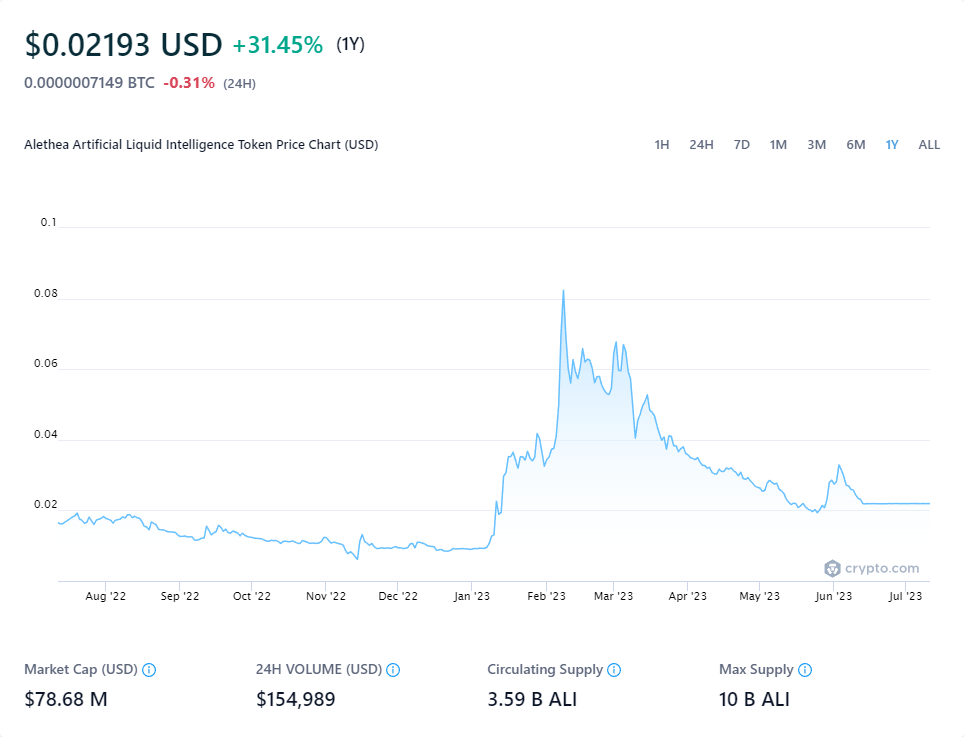 $0.02193 USD +31.45% (1Y)
0.0000007149 BTC -0.31% (24H)
Alethea Artificial Liquid Intelligence Token Price Chart (USD) 1H 24H 7D 1M 3M 6M 1Y ALL
0.1
0.08
0.06
0.04
0.02
crypto.com
Aug '22 Sep '22 Oct '22 Nov '22 Dec '22 Jan '23 Feb '23 Mar '23 Apr '23 May '23 Jun '23 Jul '23
Market Cap (USD) 24H VOLUME (USD) Circulating Supply Max Supply
$78.68 M $154,989 3.59 B ALI 10 B ALI